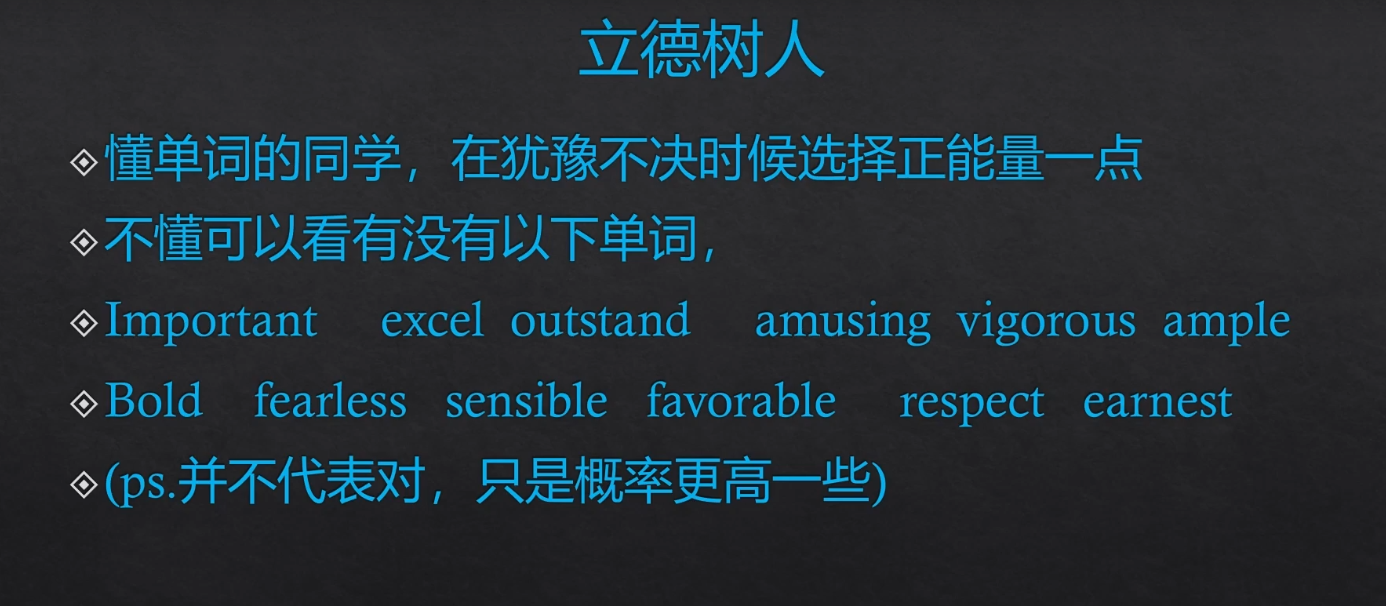 立德树人
懂单词的同学，在犹豫不决时候选择正能量一点
不懂可以看有没有以下单词，
Important excel outstand amusing vigorous ample
Bold fearless sensible favorable respect earnest
(ps.并不代表对，只是概率更高一些)